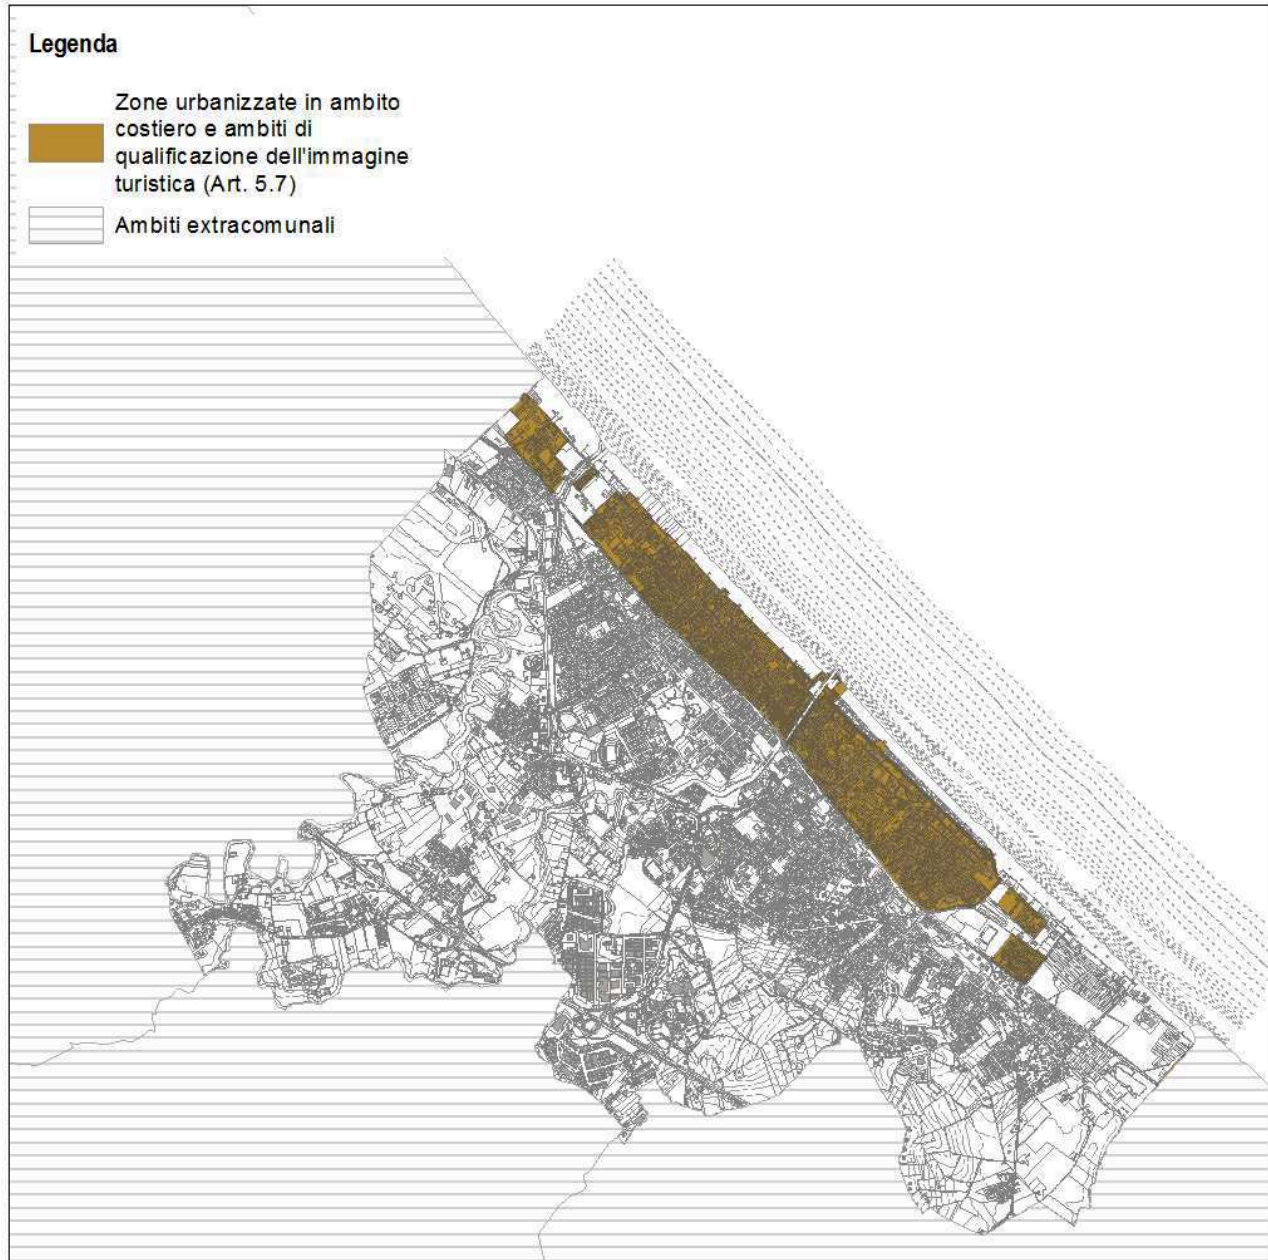 Legenda
Zone urbanizzate in ambito
costiero e ambiti di
qualificazione dell'immagine
turistica (Art. 5.7)
Ambiti extracomunali